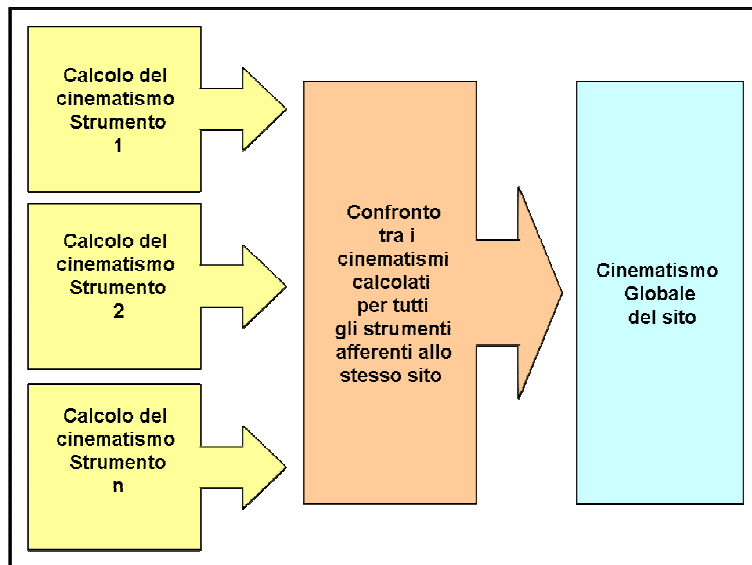 Calcolo del
cinematismo
Strumento
1
Calcolo del
cinematismo
Strumento
2
Calcolo del
cinematismo
Strumento
n
Confronto
tra i
cinematismi
calcolati
per tutti
gli strumenti
afferenti allo
stesso sito
Cinematismo
Globale
del sito